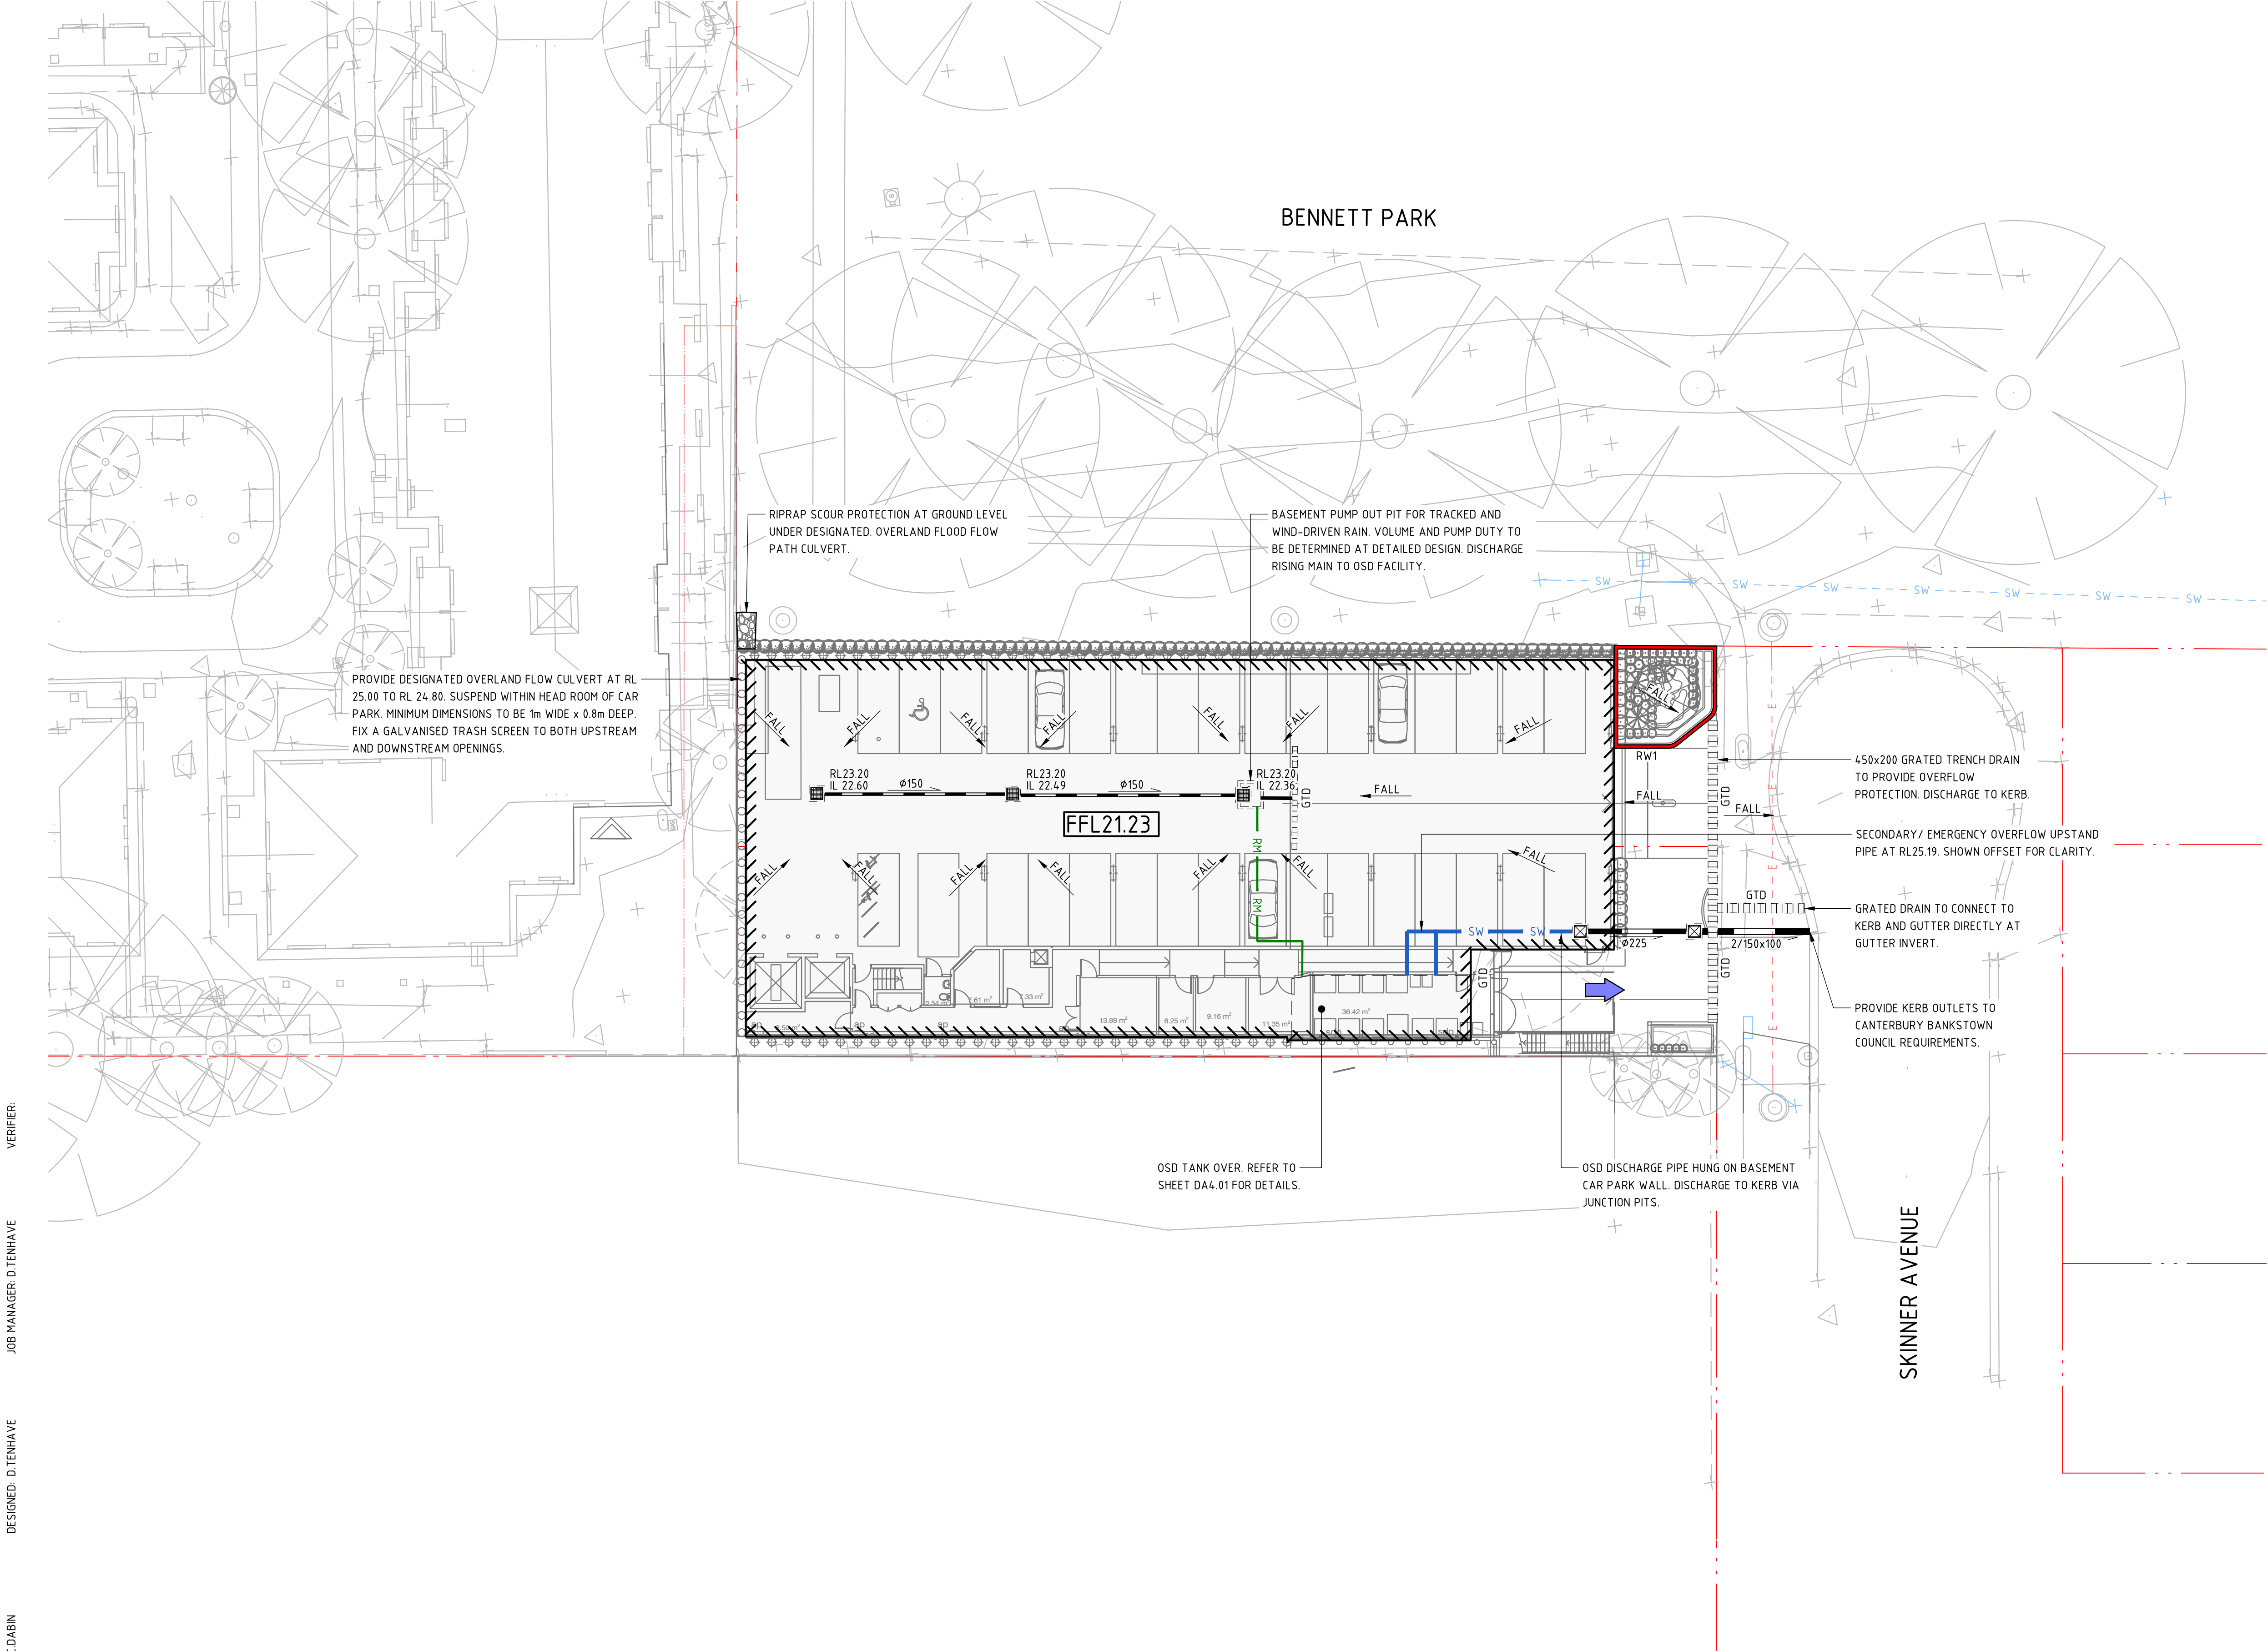 BENNETT PARK
RIPRAP SCOUR PROTECTION AT GROUND LEVEL
UNDER DESIGNATED. OVERLAND FLOOD FLOW
PATH CULVERT.
BASEMENT PUMP OUT PIT FOR TRACKED AND
WIND-DRIVEN RAIN. VOLUME AND PUMP DUTY TO
BE DETERMINED AT DETAILED DESIGN. DISCHARGE
RISING MAIN TO OSD FACILITY.
SW
SW
SW
SW
SW
SW
SW
PROVIDE DESIGNATED OVERLAND FLOW CULVERT AT RL
25.00 TO RL 24.80. SUSPEND WITHIN HEAD ROOM OF CAR
PARK. MINIMUM DIMENSIONS TO BE 1m WIDE x 0.8m DEEP.
FIX A GALVANISED TRASH SCREEN TO BOTH UPSTREAM
AND DOWNSTREAM OPENINGS.
FALL
FALL
FALL
FALL
FALL
FALL
FALL
FALL
RW1
450x200 GRATED TRENCH DRAIN
TO PROVIDE OVERFLOW
PROTECTION. DISCHARGE TO KERB.
RL23.20
IL 22.60
Ø150
RL23.20
IL 22.49
Ø150
RL23.20
IL 22.36
GTD
FALL
FALL
GTD
FALL
FFL21.23
SECONDARY/ EMERGENCY OVERFLOW UPSTAND
PIPE AT RL25.19. SHOWN OFFSET FOR CLARITY.
RM
RM
FALL
FALL
FALL
FALL
FALL
FALL
FALL
GTD
GRATED DRAIN TO CONNECT TO
KERB AND GUTTER DIRECTLY AT
GUTTER INVERT.
SW
SW
Ø225
2/150x100
GTD
GTD
7.33 m²
13.88 m²
6.25 m²
9.16 m²
11.35 m²
36.42 m²
PROVIDE KERB OUTLETS TO
CANTERBURY BANKSTOWN
COUNCIL REQUIREMENTS.
OSD TANK OVER. REFER TO
SHEET DA4.01 FOR DETAILS.
OSD DISCHARGE PIPE HUNG ON BASEMENT
CAR PARK WALL. DISCHARGE TO KERB VIA
JUNCTION PITS.
SKINNER AVENUE
VERIFIER:
JOB MANAGER: D.TENHAVE
DESIGNED: D.TENHAVE
.DABIN